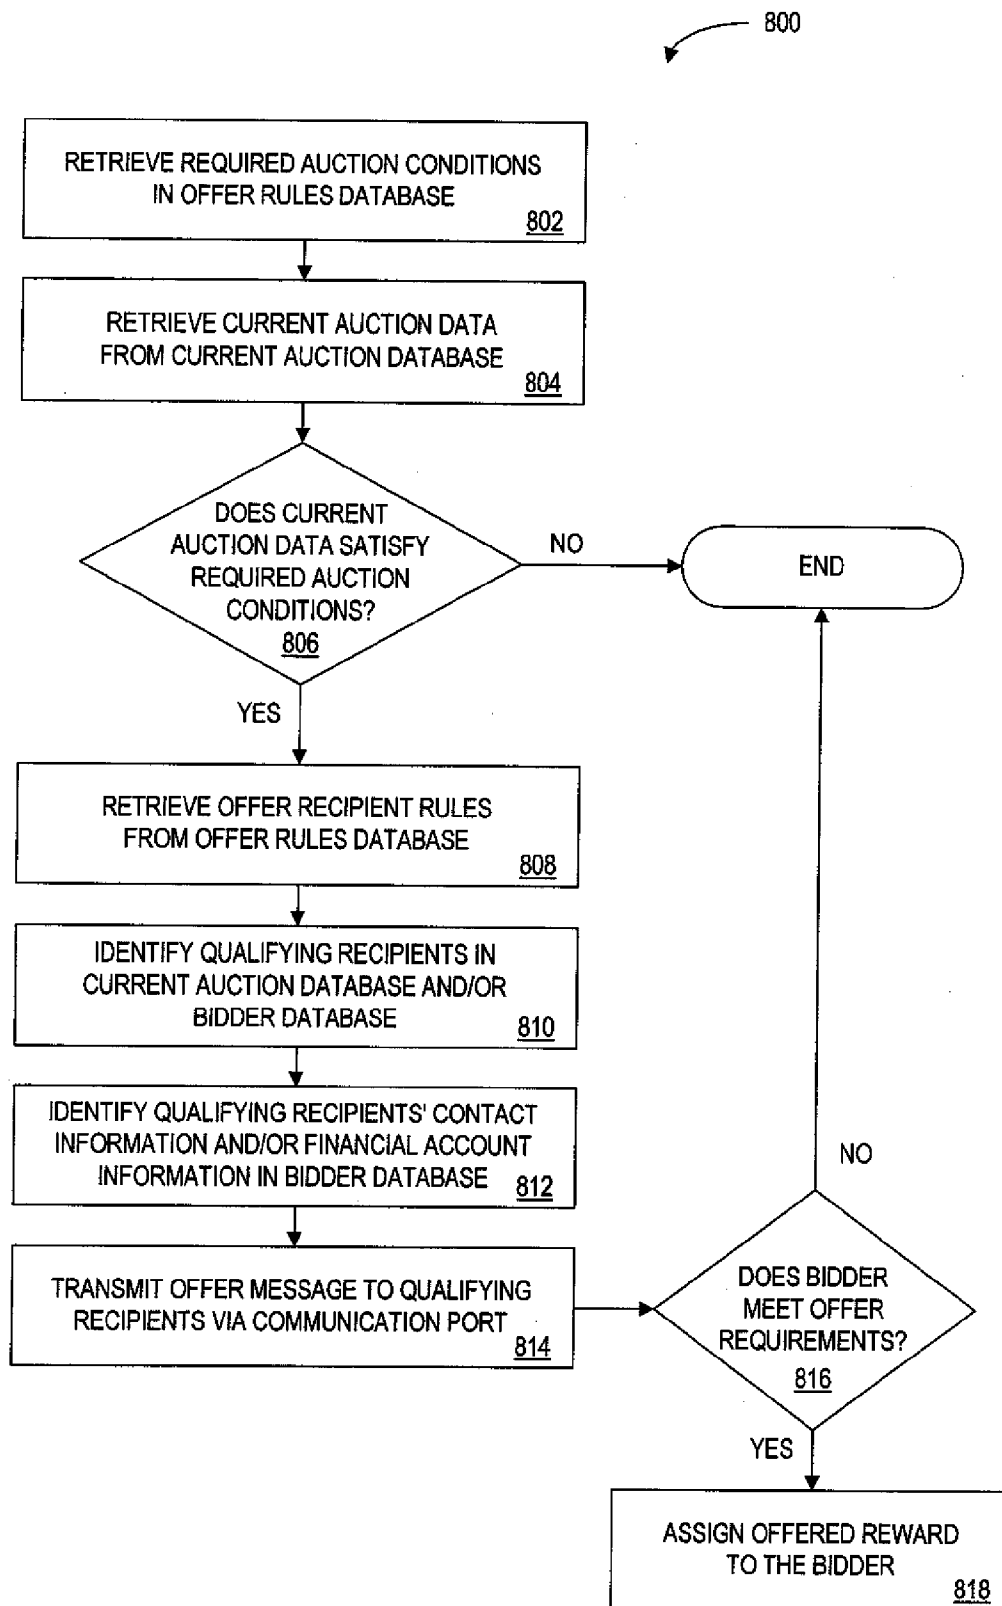 800
RETRIEVE REQUIRED AUCTION CONDITIONS
IN OFFER RULES DATABASE
802
RETRIEVE CURRENT AUCTION DATA
FROM CURRENT AUCTION DATABASE
804
DOES CURRENT
AUCTION DATA SATISFY
REQUIRED AUCTION
CONDITIONS?
806
NO
END
YES
RETRIEVE OFFER RECIPIENT RULES
FROM OFFER RULES DATABASE
808
IDENTIFY QUALIFYING RECIPIENTS IN
CURRENT AUCTION DATABASE AND/OR
BIDDER DATABASE
810
IDENTIFY QUALIFYING RECIPIENTS' CONTACT
INFORMATION AND/OR FINANCIAL ACCOUNT
INFORMATION IN BIDDER DATABASE
812
TRANSMIT OFFER MESSAGE TO QUALIFYING
RECIPIENTS VIA COMMUNICATION PORT
814
NO
DOES BIDDER
MEET OFFER
REQUIREMENTS?
816
YES
ASSIGN OFFERED REWARD
TO THE BIDDER
818